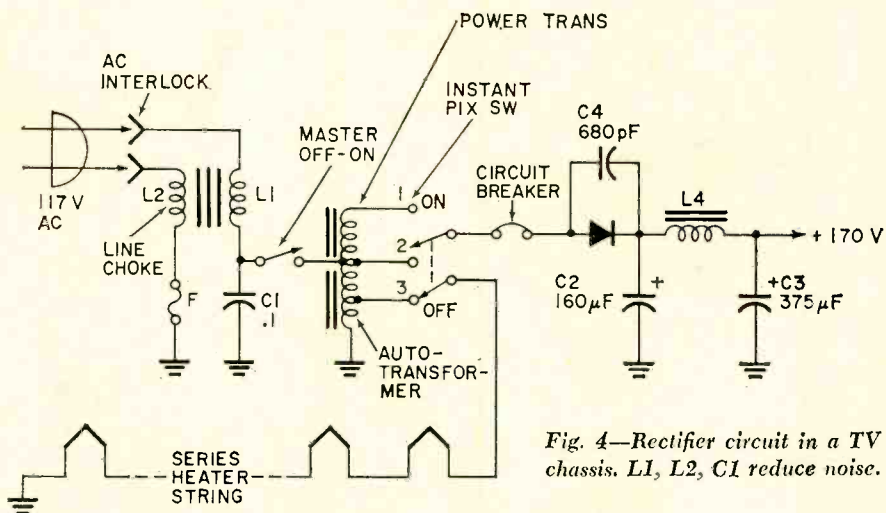 POWER TRANS
AC
INTERLOCK
INSTANT
PIX SW
MASTER
OFF-ON
C4
680pF
CIRCUIT
BREAKER
1
ON
L4
117V
AC
L2
L1
LINE
CHOKE
2
+170V
F
C1
.1
3
OFF
C2
160µF
+
+C3
375µF
AUTO-
TRANSFOR-
MER
SERIES
HEATER
STRING
Fig. 4—Rectifier circuit in a TV
chassis. L1, L2, C1 reduce noise.